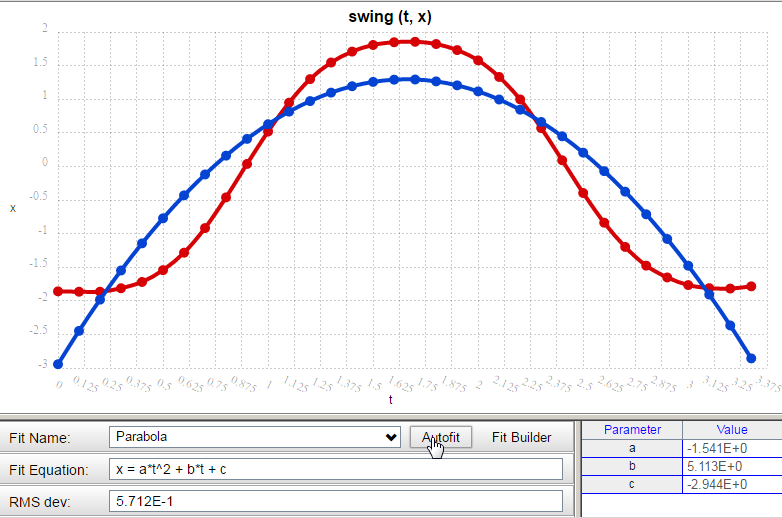 swing (t, x)
2
1.5
1
0.5
0
-0.5
x
-1
-1.5
-2
-2.5
-3
0 0.125 0.25 0.375 0.5 0.625 0.75 0.875 1 1.125 1.25 1.375 1.5 1.625 1.75 1.875 2 2.125 2.25 2.375 2.5 2.625 2.75 2.875 3 3.125 3.25 3.375
t
Fit Name: Parabola Autofit Fit Builder
Fit Equation: x = a*t^2 + b*t + c
RMS dev: 5.712E-1
Parameter Value
a -1.541E+0
b 5.113E+0
c -2.944E+0